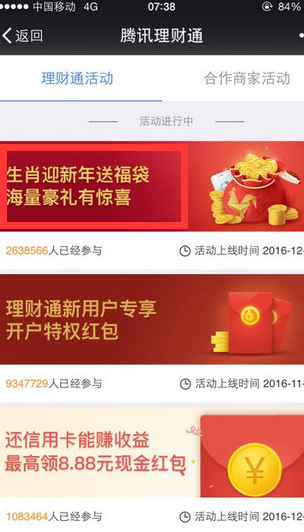 中国移动 4G 07:38 84%
返回 腾讯理财通
理财通活动 合作商家活动
活动进行中
生肖迎新年送福袋
海量豪礼有惊喜
2638566人已经参与 活动上线时间 2016-12-
理财通新用户专享
开户特权红包
9347729人已经参与 活动上线时间 2016-11-
还信用卡能赚收益
最高领8.88元现金红包
1083464人已经参与 活动上线时间 2016-12-